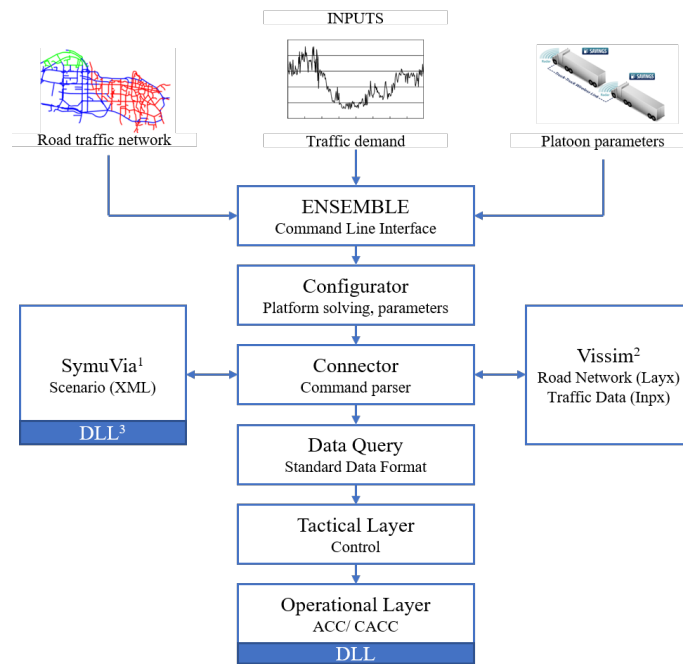 INPUTS
SAVINGS
SAVINGS
Road traffic network
Traffic demand
Platoon parameters
ENSEMBLE
Command Line Interface
Configurator
Platform solving, parameters
SymuVia¹
Scenario (XML)
DLL³
Connector
Command parser
Vissim²
Road Network (Layx)
Traffic Data (Inpx)
Data Query
Standard Data Format
Tactical Layer
Control
Operational Layer
ACC/ CACC
DLL